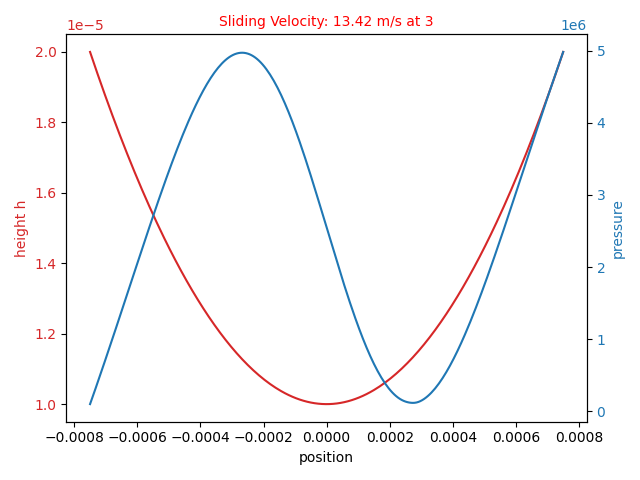 Sliding Velocity: 13.42 m/s at 3
1e−5
1e6
2.0
1.8
1.6
1.4
1.2
1.0
height h
5
4
3
2
1
0
pressure
−0.0008 −0.0006 −0.0004 −0.0002 0.0000 0.0002 0.0004 0.0006 0.0008
position